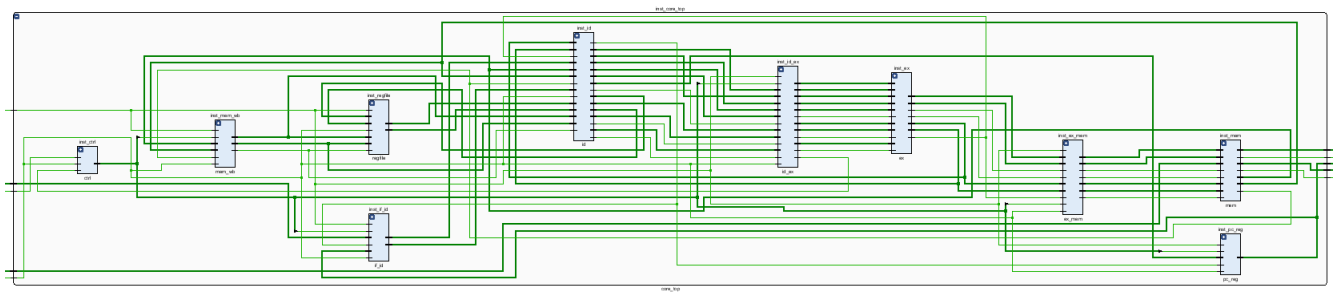 inst_core_top
inst_id
inst_id_ex
inst_ex
inst_regfile
inst_mem_wb
inst_ex_mem
inst_mem
inst_ctrl
id
regfile
ex
id_ex
mem_wb
ctrl
inst_if_id
mem
ex_mem
inst_pc_reg
if_id
pc_reg
core_top